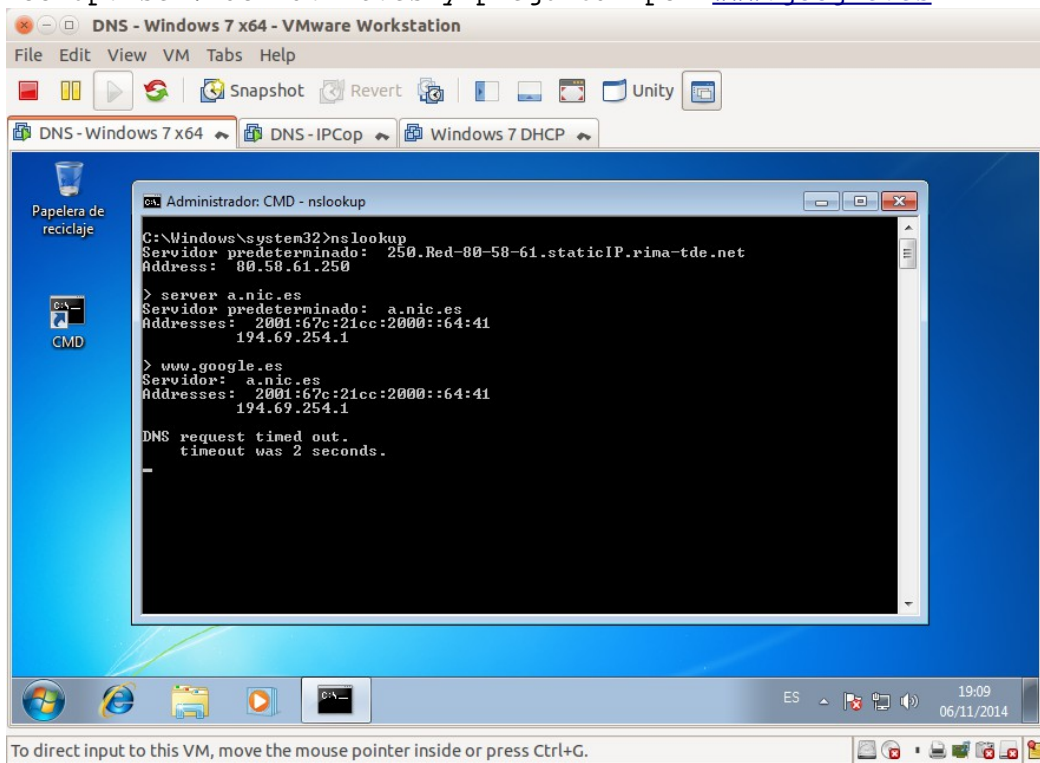 DNS - Windows 7 x64 - VMware Workstation
File Edit View VM Tabs Help
Snapshot Revert Unity
DNS - Windows 7 x64 DNS - IPCop Windows 7 DHCP
Papelera de
reciclaje
CMD
Administrador: CMD - nslookup
C:\Windows\system32>nslookup
Servidor predeterminado: 250.Red-80-58-61.staticIP.rima-tde.net
Address: 80.58.61.250
> server a.nic.es
Servidor predeterminado: a.nic.es
Addresses: 2001:67c:21cc:2000::64:41
194.69.254.1
> www.google.es
Servidor: a.nic.es
Addresses: 2001:67c:21cc:2000::64:41
194.69.254.1
DNS request timed out.
timeout was 2 seconds.
ES
19:09
06/11/2014
To direct input to this VM, move the mouse pointer inside or press Ctrl+G.